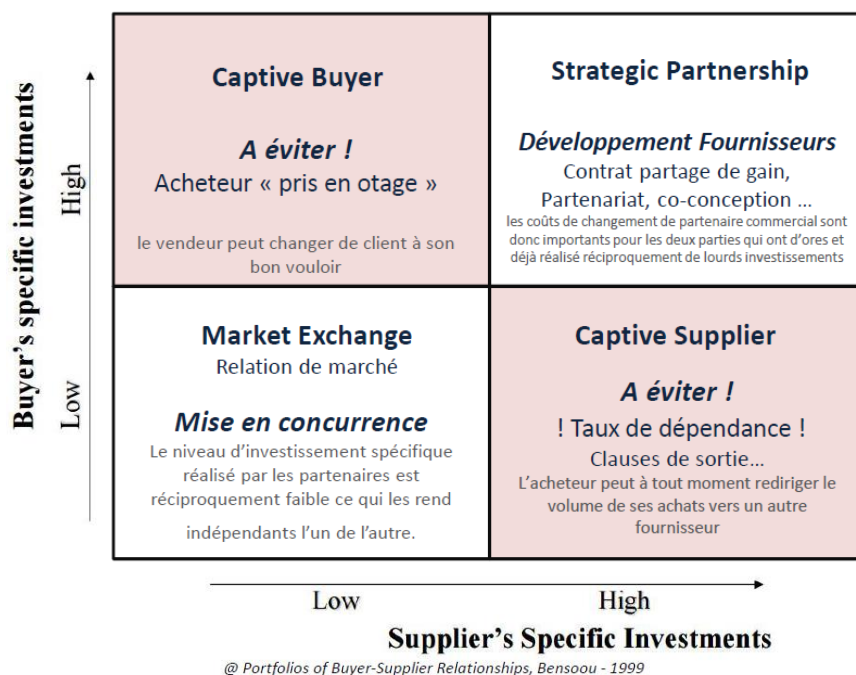 Buyer's specific investments
High
Low
Captive Buyer
A éviter !
Acheteur « pris en otage »
le vendeur peut changer de client à son
bon vouloir
Strategic Partnership
Développement Fournisseurs
Contrat partage de gain,
Partenariat, co-conception ...
les coûts de changement de partenaire commercial sont
donc importants pour les deux parties qui ont d'ores et
déjà réalisé réciproquement de lourds investissements
Market Exchange
Relation de marché
Mise en concurrence
Le niveau d'investissement spécifique
réalisé par les partenaires est
réciproquement faible ce qui les rend
indépendants l'un de l'autre.
Captive Supplier
A éviter !
! Taux de dépendance !
Clauses de sortie...
L'acheteur peut à tout moment rediriger le
volume de ses achats vers un autre
fournisseur
Low
High
Supplier's Specific Investments
@ Portfolios of Buyer-Supplier Relationships, Bensoou - 1999